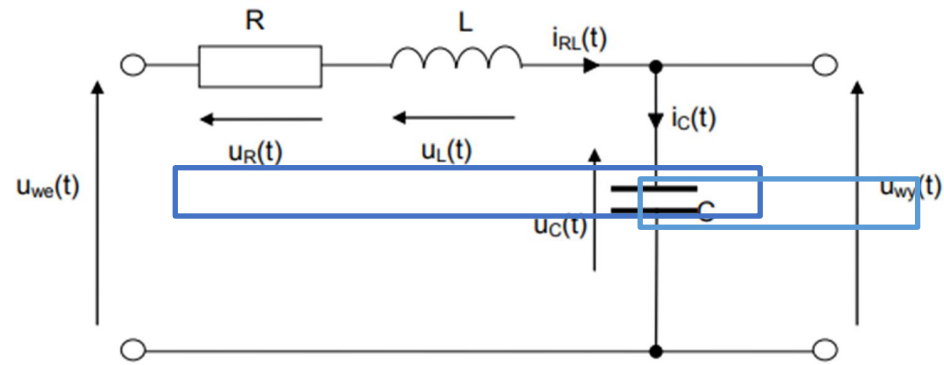 R
L
iRL(t)
iC(t)
uR(t)
uL(t)
uwe(t)
uwy(t)
C
uC(t)